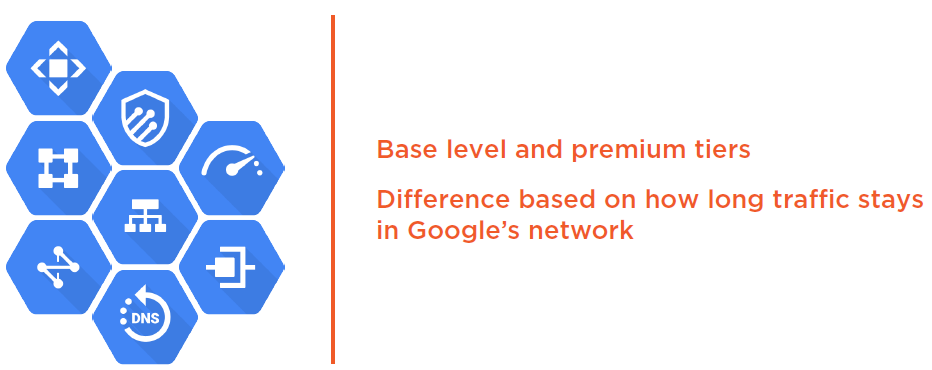 DNS
Base level and premium tiers
Difference based on how long traffic stays
in Google's network